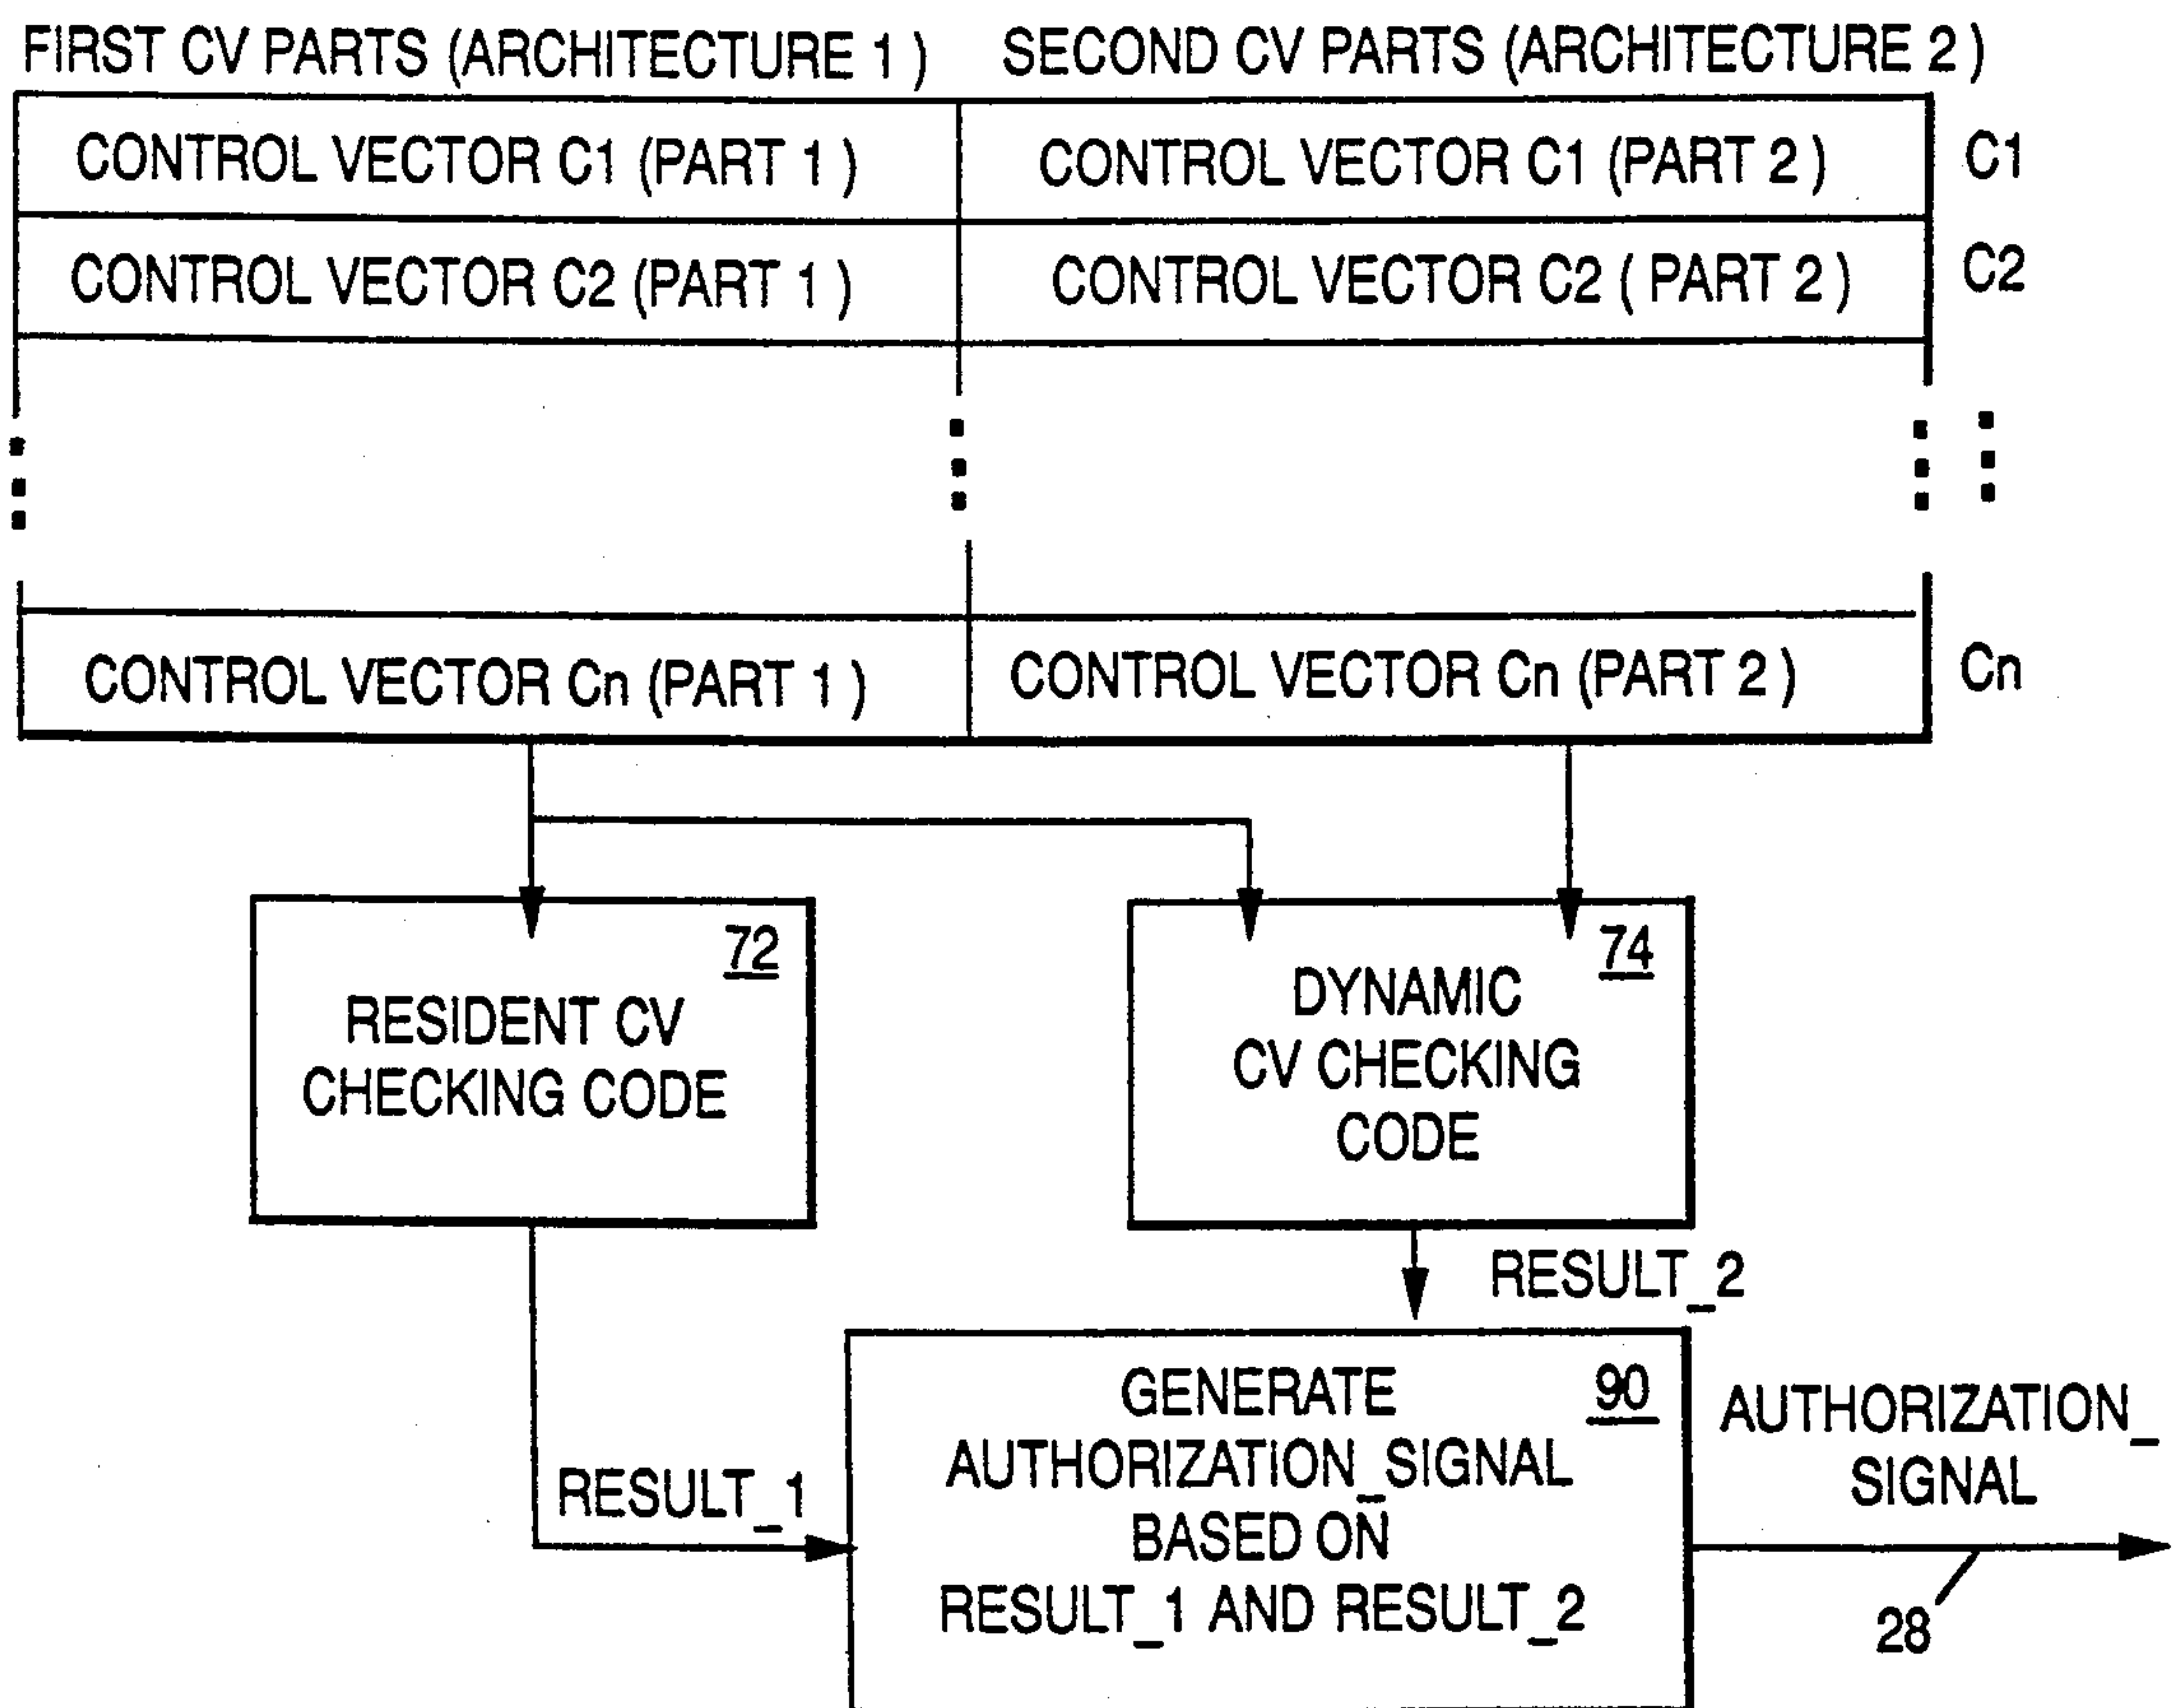 FIRST CV PARTS (ARCHITECTURE 1 ) SECOND CV PARTS (ARCHITECTURE 2 )
CONTROL VECTOR C1 (PART 1 ) CONTROL VECTOR C1 (PART 2 ) C1
CONTROL VECTOR C2 (PART 1 ) CONTROL VECTOR C2 ( PART 2 ) C2
CONTROL VECTOR Cn (PART 1 ) CONTROL VECTOR Cn (PART 2 ) Cn
72
RESIDENT CV
CHECKING CODE
74
DYNAMIC
CV CHECKING
CODE
RESULT_2
RESULT_1
90
GENERATE
AUTHORIZATION_SIGNAL
BASED ON
RESULT_1 AND RESULT_2
AUTHORIZATION_
SIGNAL
28